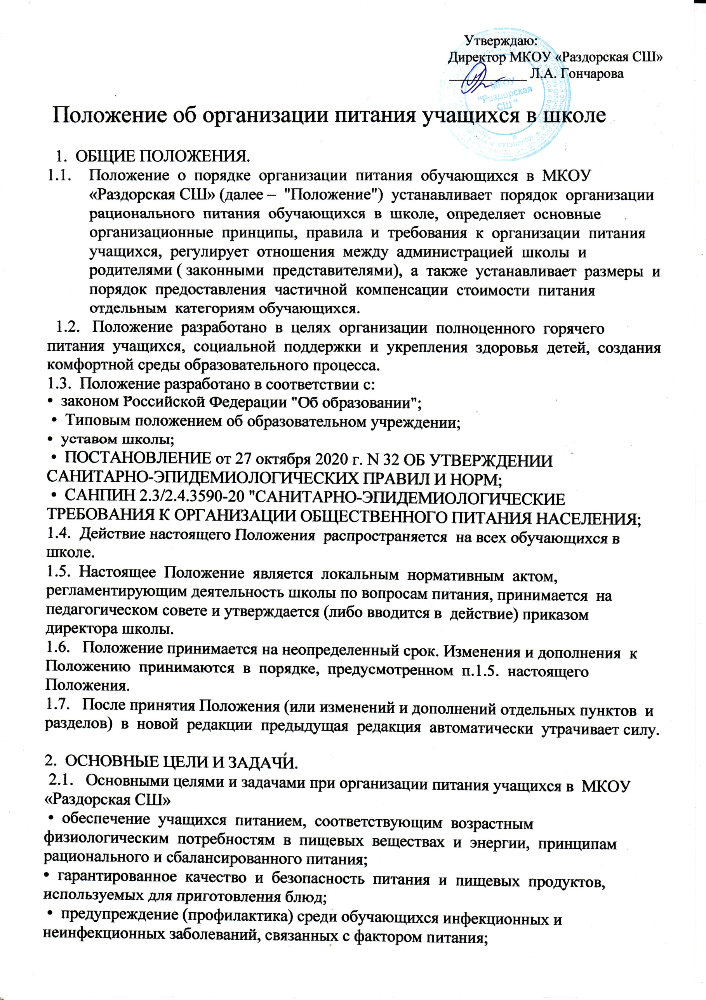 Утверждаю:
Директор МКОУ «Раздорская СШ»
___________ Л.А. Гончарова
МКОУ
"Раздорская
СШ"
Положение об организации питания учащихся в школе
1. ОБЩИЕ ПОЛОЖЕНИЯ.
1.1. Положение о порядке организации питания обучающихся в МКОУ
«Раздорская СШ» (далее – "Положение") устанавливает порядок организации
рационального питания обучающихся в школе, определяет основные
организационные принципы, правила и требования к организации питания
учащихся, регулирует отношения между администрацией школы и
родителями ( законными представителями), а также устанавливает размеры и
порядок предоставления частичной компенсации стоимости питания
отдельным категориям обучающихся.
1.2. Положение разработано в целях организации полноценного горячего
питания учащихся, социальной поддержки и укрепления здоровья детей, создания
комфортной среды образовательного процесса.
1.3. Положение разработано в соответствии с:
• законом Российской Федерации "Об образовании";
• Типовым положением об образовательном учреждении;
• уставом школы;
• ПОСТАНОВЛЕНИЕ от 27 октября 2020 г. N 32 ОБ УТВЕРЖДЕНИИ
САНИТАРНО-ЭПИДЕМИОЛОГИЧЕСКИХ ПРАВИЛ И НОРМ;
• САНПИН 2.3/2.4.3590-20 "САНИТАРНО-ЭПИДЕМИОЛОГИЧЕСКИЕ
ТРЕБОВАНИЯ К ОРГАНИЗАЦИИ ОБЩЕСТВЕННОГО ПИТАНИЯ НАСЕЛЕНИЯ;
1.4. Действие настоящего Положения распространяется на всех обучающихся в
школе.
1.5. Настоящее Положение является локальным нормативным актом,
регламентирующим деятельность школы по вопросам питания, принимается на
педагогическом совете и утверждается (либо вводится в действие) приказом
директора школы.
1.6. Положение принимается на неопределенный срок. Изменения и дополнения к
Положению принимаются в порядке, предусмотренном п.1.5. настоящего
Положения.
1.7. После принятия Положения (или изменений и дополнений отдельных пунктов и
разделов) в новой редакции предыдущая редакция автоматически утрачивает силу.
2. ОСНОВНЫЕ ЦЕЛИ И ЗАДАЧИ.
2.1. Основными целями и задачами при организации питания учащихся в МКОУ
«Раздорская СШ»
• обеспечение учащихся питанием, соответствующим возрастным
физиологическим потребностям в пищевых веществах и энергии, принципам
рационального и сбалансированного питания;
• гарантированное качество и безопасность питания и пищевых продуктов,
используемых для приготовления блюд;
• предупреждение (профилактика) среди обучающихся инфекционных и
неинфекционных заболеваний, связанных с фактором питания;